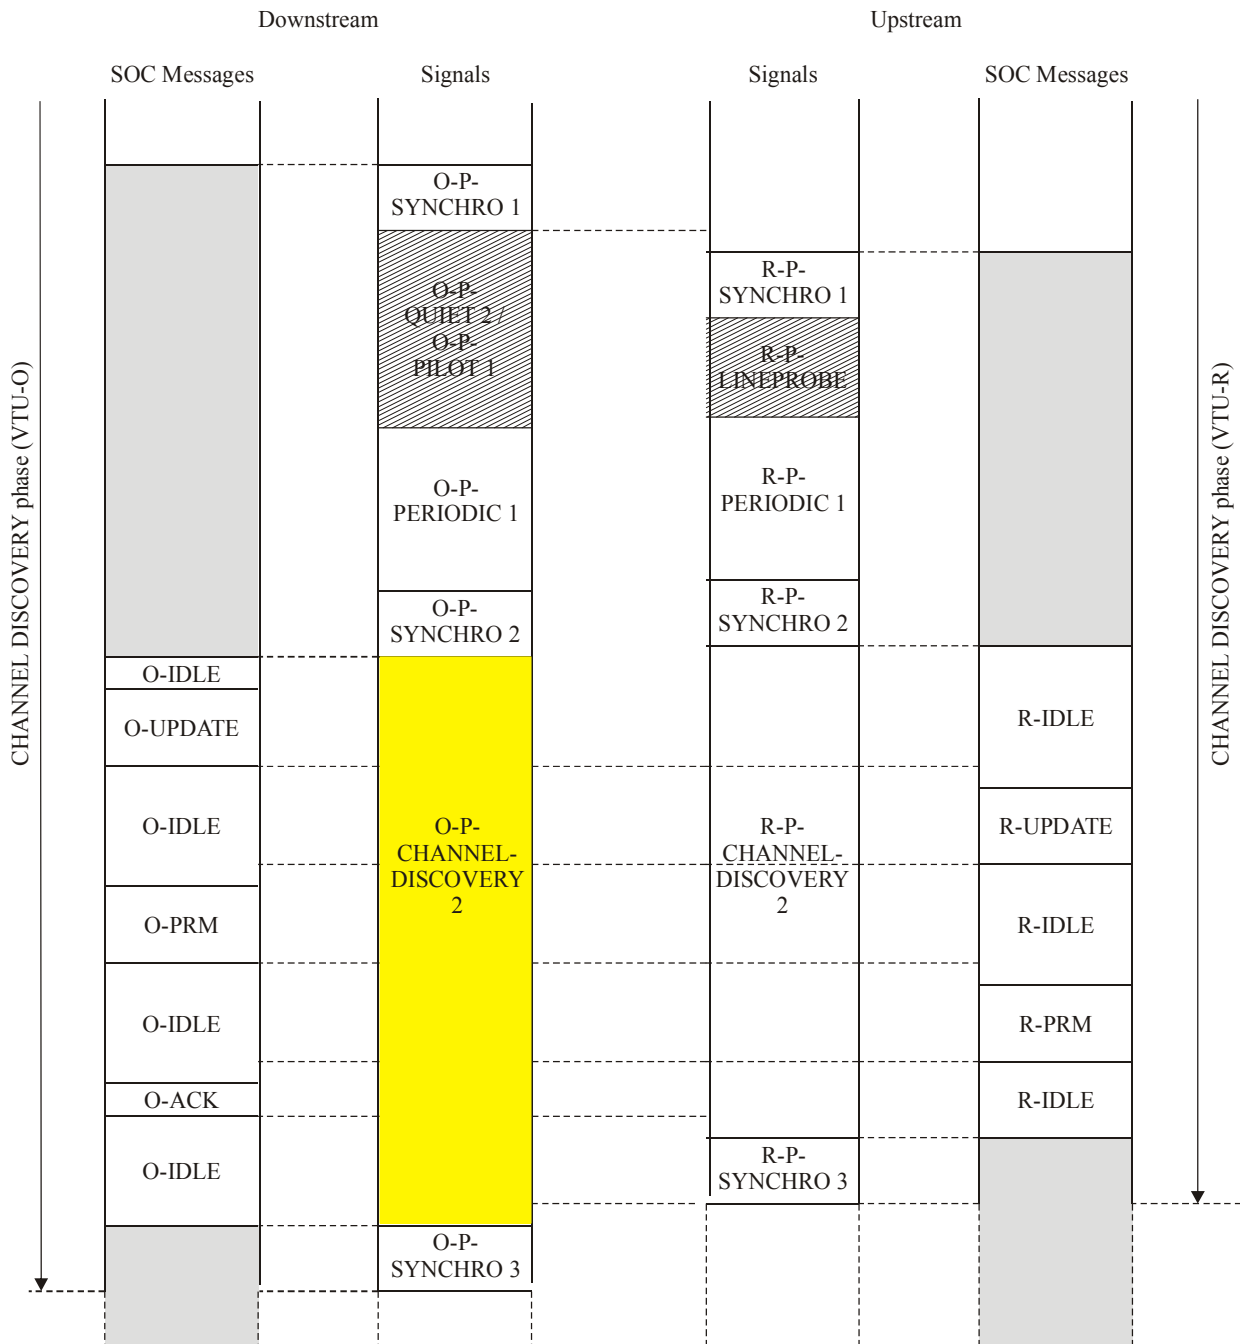 Downstream
Upstream
SOC Messages
Signals
Signals
SOC Messages
CHANNEL DISCOVERY phase (VTU-O)
O-IDLE
O-UPDATE
O-IDLE
O-PRM
O-IDLE
O-ACK
O-IDLE
O-P-
SYNCHRO 1
O-P-
QUIET 2 /
O-P-
PILOT 1
O-P-
PERIODIC 1
O-P-
SYNCHRO 2
O-P-
CHANNEL-
DISCOVERY
2
O-P-
SYNCHRO 3
R-P-
SYNCHRO 1
R-P-
LINEPROBE
R-P-
PERIODIC 1
R-P-
SYNCHRO 2
R-P-
CHANNEL-
DISCOVERY
2
R-P-
SYNCHRO 3
R-IDLE
R-UPDATE
R-IDLE
R-PRM
R-IDLE
CHANNEL DISCOVERY phase (VTU-R)